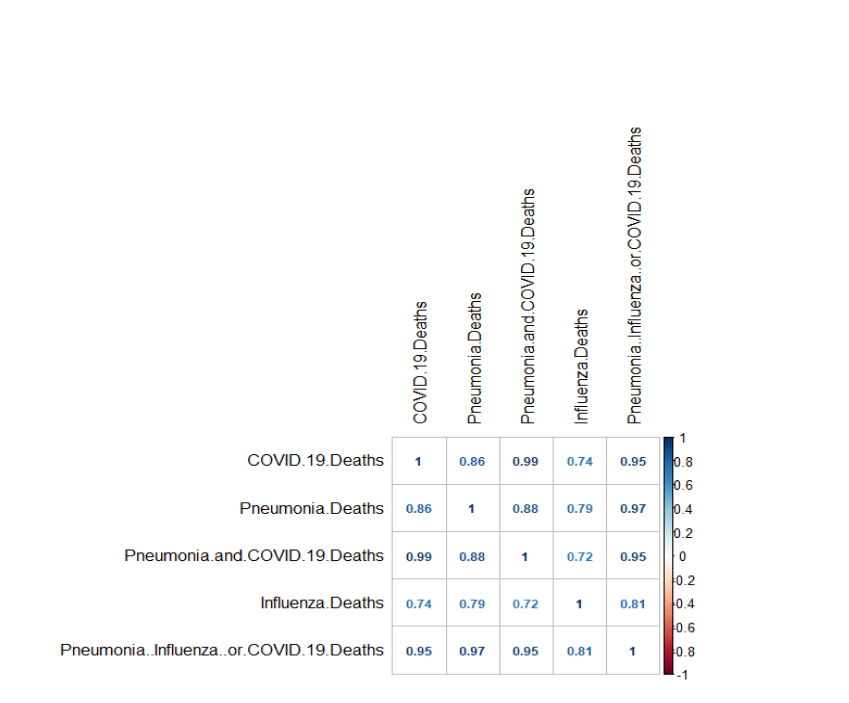 COVID.19.Deaths
Pneumonia.Deaths
Pneumonia.and.COVID.19.Deaths
Influenza.Deaths
Pneumonia..Influenza..or.COVID.19.Deaths
COVID.19.Deaths 1 0.86 0.99 0.74 0.95
Pneumonia.Deaths 0.86 1 0.88 0.79 0.97
Pneumonia.and.COVID.19.Deaths 0.99 0.88 1 0.72 0.95
Influenza.Deaths 0.74 0.79 0.72 1 0.81
Pneumonia..Influenza..or.COVID.19.Deaths 0.95 0.97 0.95 0.81 1
1
0.8
0.6
0.4
0.2
0
-0.2
-0.4
-0.6
-0.8
-1